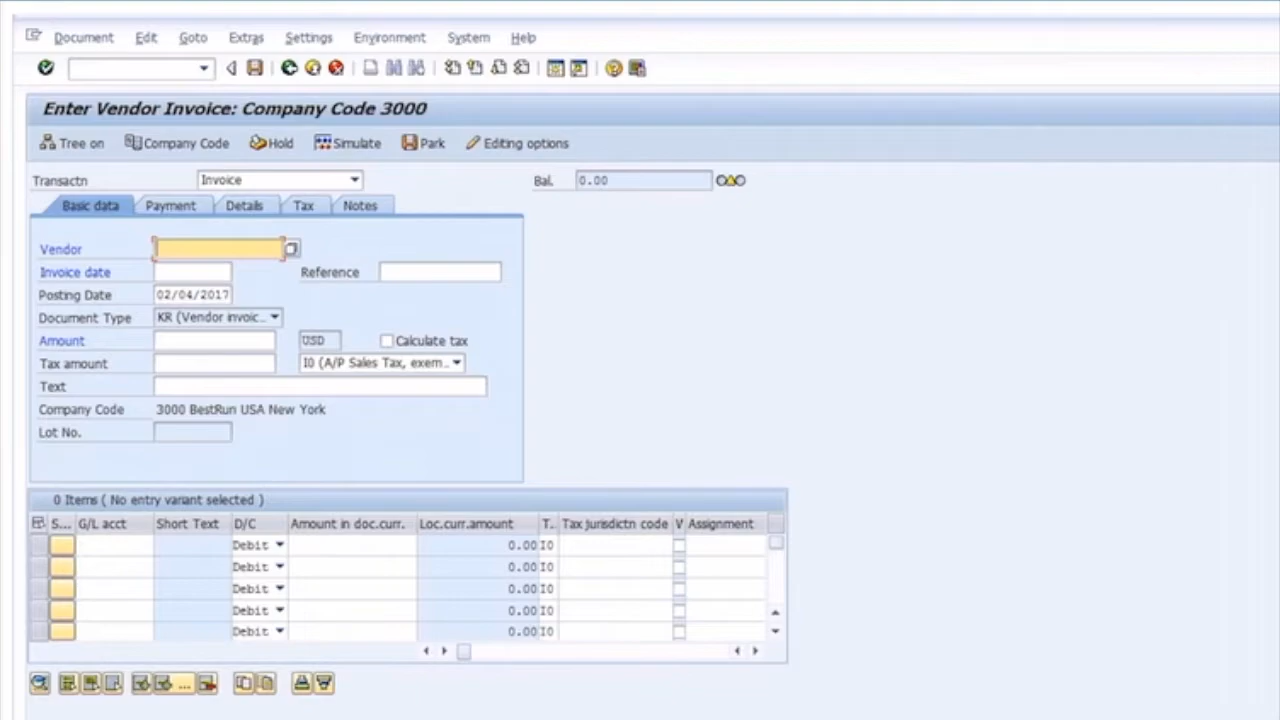 Document Edit Goto Extras Settings Environment System Help
Enter Vendor Invoice: Company Code 3000
Tree on Company Code Hold Simulate Park Editing options
Transactn Invoice Bal. 0.00
Basic data Payment Details Tax Notes
Vendor
Invoice date Reference
Posting Date 02/04/2017
Document Type KR (Vendor invoic..
Amount USD Calculate tax
Tax amount I0 (A/P Sales Tax, exem..
Text
Company Code 3000 BestRun USA New York
Lot No.
0 Items ( No entry variant selected )
S... G/L acct Short Text D/C Amount in doc.curr. Loc.curr.amount T.. Tax jurisdictn code V Assignment
Debit 0.00 I0
Debit 0.00 I0
Debit 0.00 I0
Debit 0.00 I0
Debit 0.00 I0